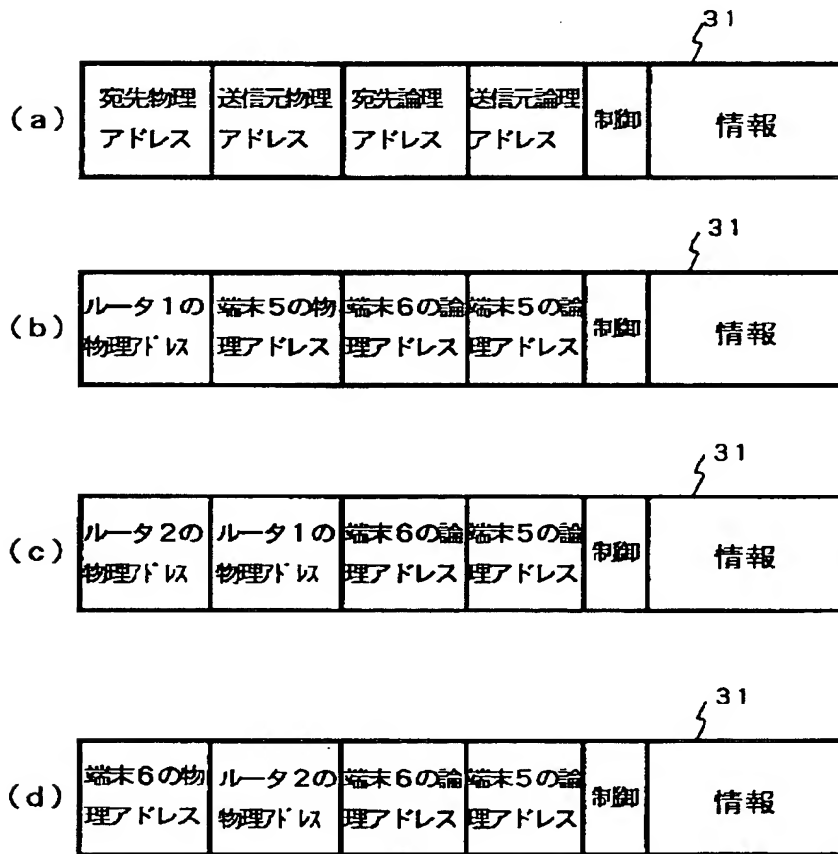 31
(a)
宛先物理 送信元物理 宛先論理 送信元論理 制御 情報
アドレス アドレス アドレス アドレス
31
(b)
ルータ1の 端末5の物 端末6の論 端末5の論 制御 情報
物理アドレス 理アドレス 理アドレス 理アドレス
31
(c)
ルータ2の ルータ1の 端末6の論 端末5の論 制御 情報
物理アドレス 物理アドレス 理アドレス 理アドレス
31
(d)
端末6の物 ルータ2の 端末6の論 端末5の論 制御 情報
理アドレス 物理アドレス 理アドレス 理アドレス